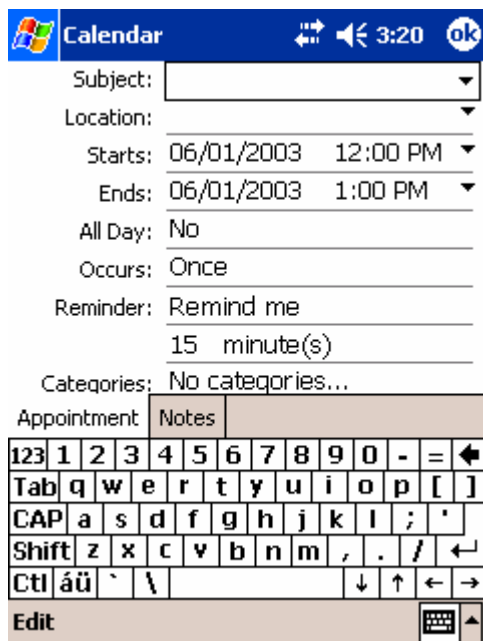 Calendar 3:20 ok
Subject:
Location:
Starts: 06/01/2003 12:00 PM
Ends: 06/01/2003 1:00 PM
All Day: No
Occurs: Once
Reminder: Remind me
15 minute(s)
Categories: No categories...
Appointment Notes
123 1 2 3 4 5 6 7 8 9 0 - =
Tab q w e r t y u i o p [ ]
CAP a s d f g h j k l ; '
Shift z x c v b n m , . /
Ctl áü ` \
Edit